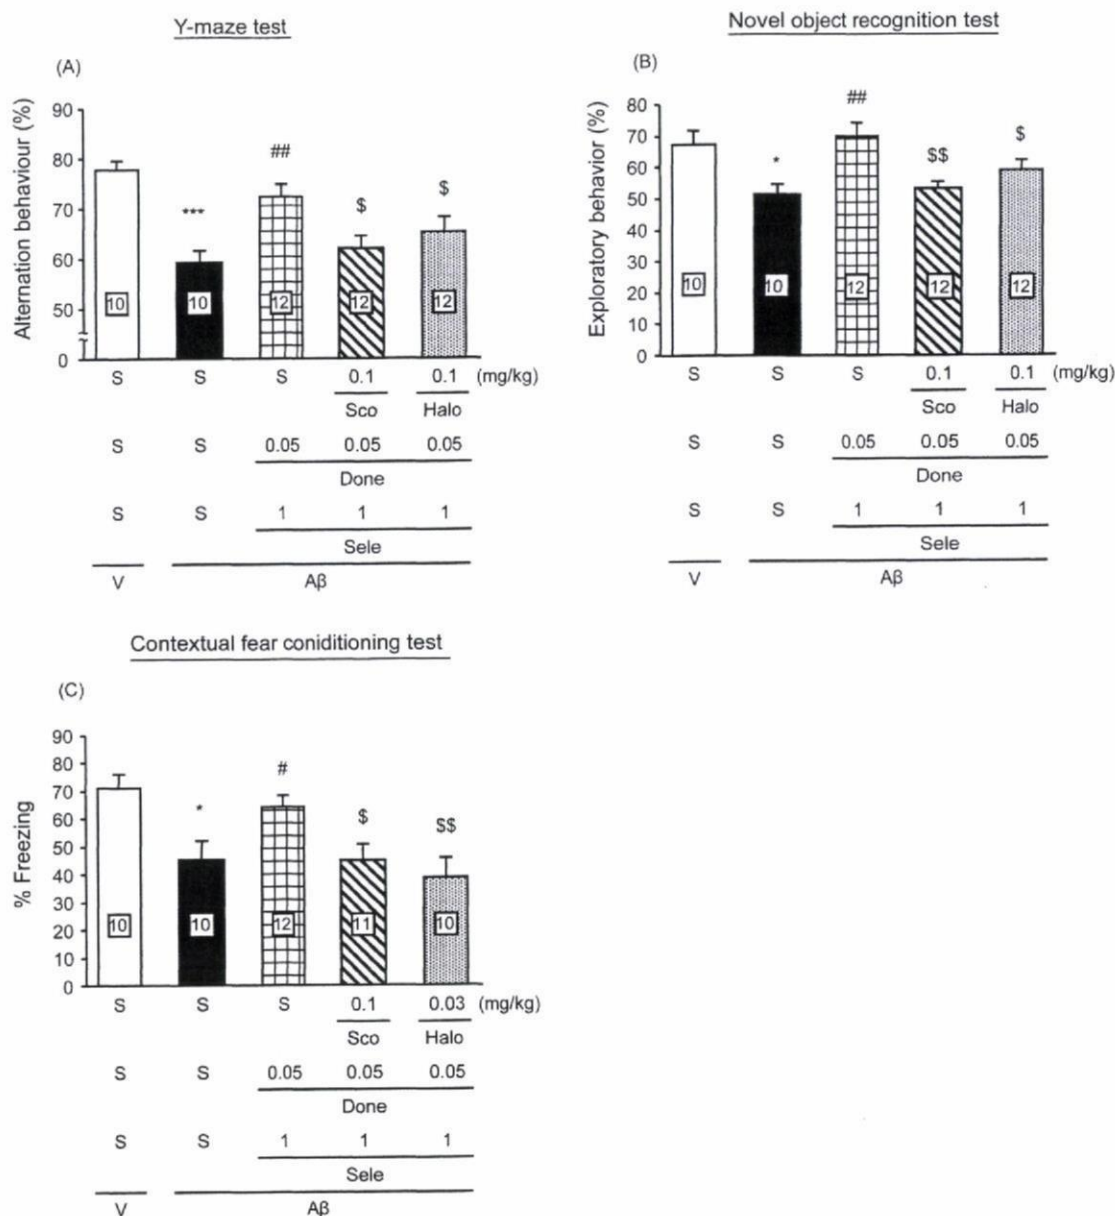 Y-maze test
(A)
Alternation behaviour (%)
90
80
70
60
50
0
***
##
$
$
10
10
12
12
12
S S S 0.1 0.1 (mg/kg)
Sco Halo
S S 0.05 0.05 0.05
Done
S S 1 1 1
Sele
V Aβ
Novel object recognition test
(B)
Exploratory behavior (%)
80
70
60
50
40
30
20
10
0
*
##
$$
$
10
10
12
12
12
S S S 0.1 0.1 (mg/kg)
Sco Halo
S S 0.05 0.05 0.05
Done
S S 1 1 1
Sele
V Aβ
Contextual fear coniditioning test
(C)
% Freezing
90
80
70
60
50
40
30
20
10
0
*
#
$
$$
10
10
12
11
10
S S S 0.1 0.03 (mg/kg)
Sco Halo
S S 0.05 0.05 0.05
Done
S S 1 1 1
Sele
V Aβ